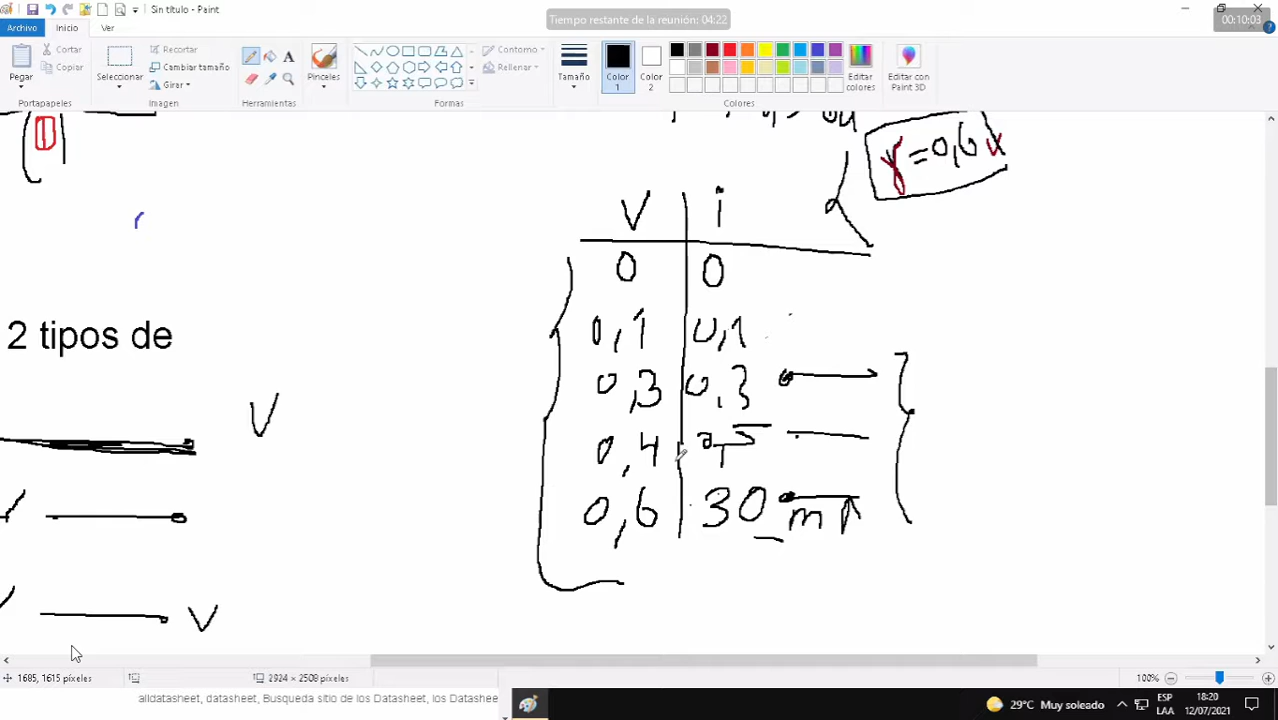 Sin título - Paint
Tiempo restante de la reunión: 04:22
00:10:03
Archivo
Inicio
Ver
Pegar
Cortar
Copiar
Portapapeles
Recortar
Cambiar tamaño
Girar
Imagen
Herramientas
Pinceles
Contorno
Rellenar
Formas
Tamaño
Color 1
Color 2
Editar colores
Colores
Editar con Paint 3D
γ=0,6v
V i
0 0
0,1 0,1
0,3 0,3
0,4
0,6 30 mA
2 tipos de
V
V
1685, 1615 píxeles
2924 × 2508 píxeles
100%
alldatasheet, datasheet, Busqueda sitio de los Datasheet, los Datashee
29°C Muy soleado
ESP
LAA
18:20
12/07/2021